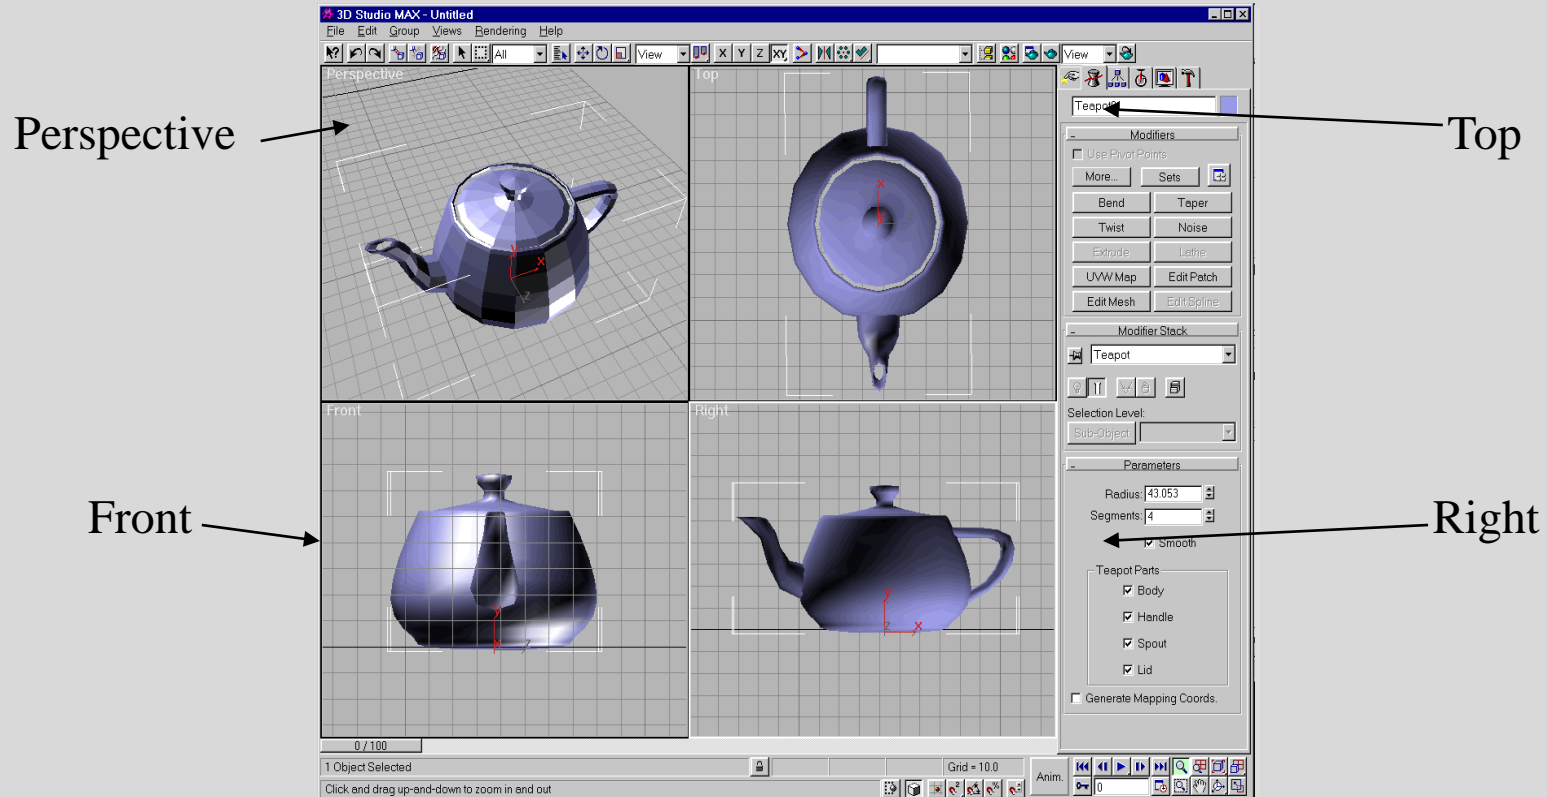 3D Studio MAX - Untitled
File Edit Group Views Rendering Help
All View X Y Z XY View
Perspective
Top
Perspective
Top
Modifiers
Use Pivot Points
More... Sets
Bend Taper
Twist Noise
Extrude Lathe
UVW Map Edit Patch
Edit Mesh Edit Spline
Modifier Stack
Teapot
Selection Level:
Sub-Object
Front
Right
Parameters
Radius: 43.053
Segments: 4
Front
Right
Smooth
Teapot Parts
Body
Handle
Spout
Lid
Generate Mapping Coords.
x
y
z
x
y
y
x
z
y
z
x
0 / 100
1 Object Selected
Grid = 10.0
Anim.
0
Click and drag up-and-down to zoom in and out